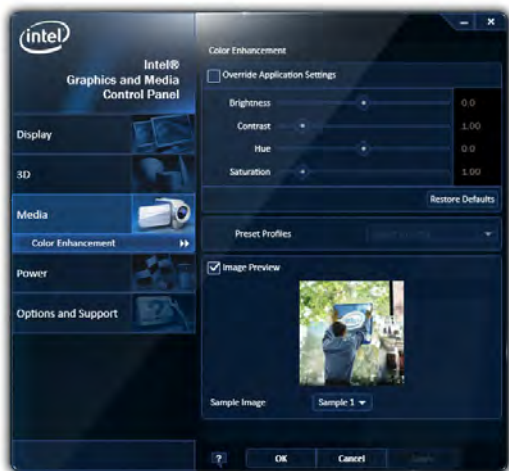 intel
Intel®
Graphics and Media
Control Panel
Display
3D
Media
Color Enhancement
Power
Options and Support
Color Enhancement
Override Application Settings
Brightness 0.0
Contrast 1.00
Hue 0.0
Saturation 1.00
Restore Defaults
Preset Profiles
Image Preview
Sample Image Sample 1
? OK Cancel